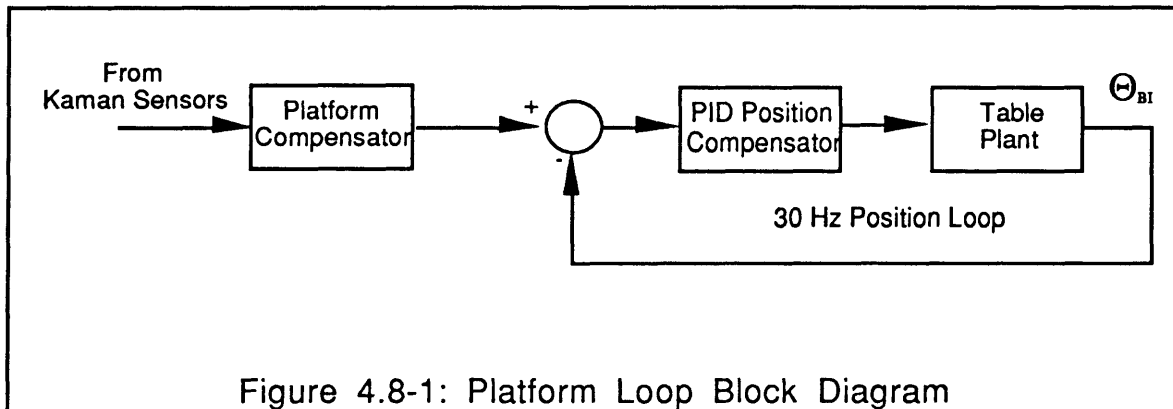 From
Kaman Sensors
Platform
Compensator
+
-
PID Position
Compensator
Table
Plant
ΘBI
30 Hz Position Loop
Figure 4.8-1: Platform Loop Block Diagram